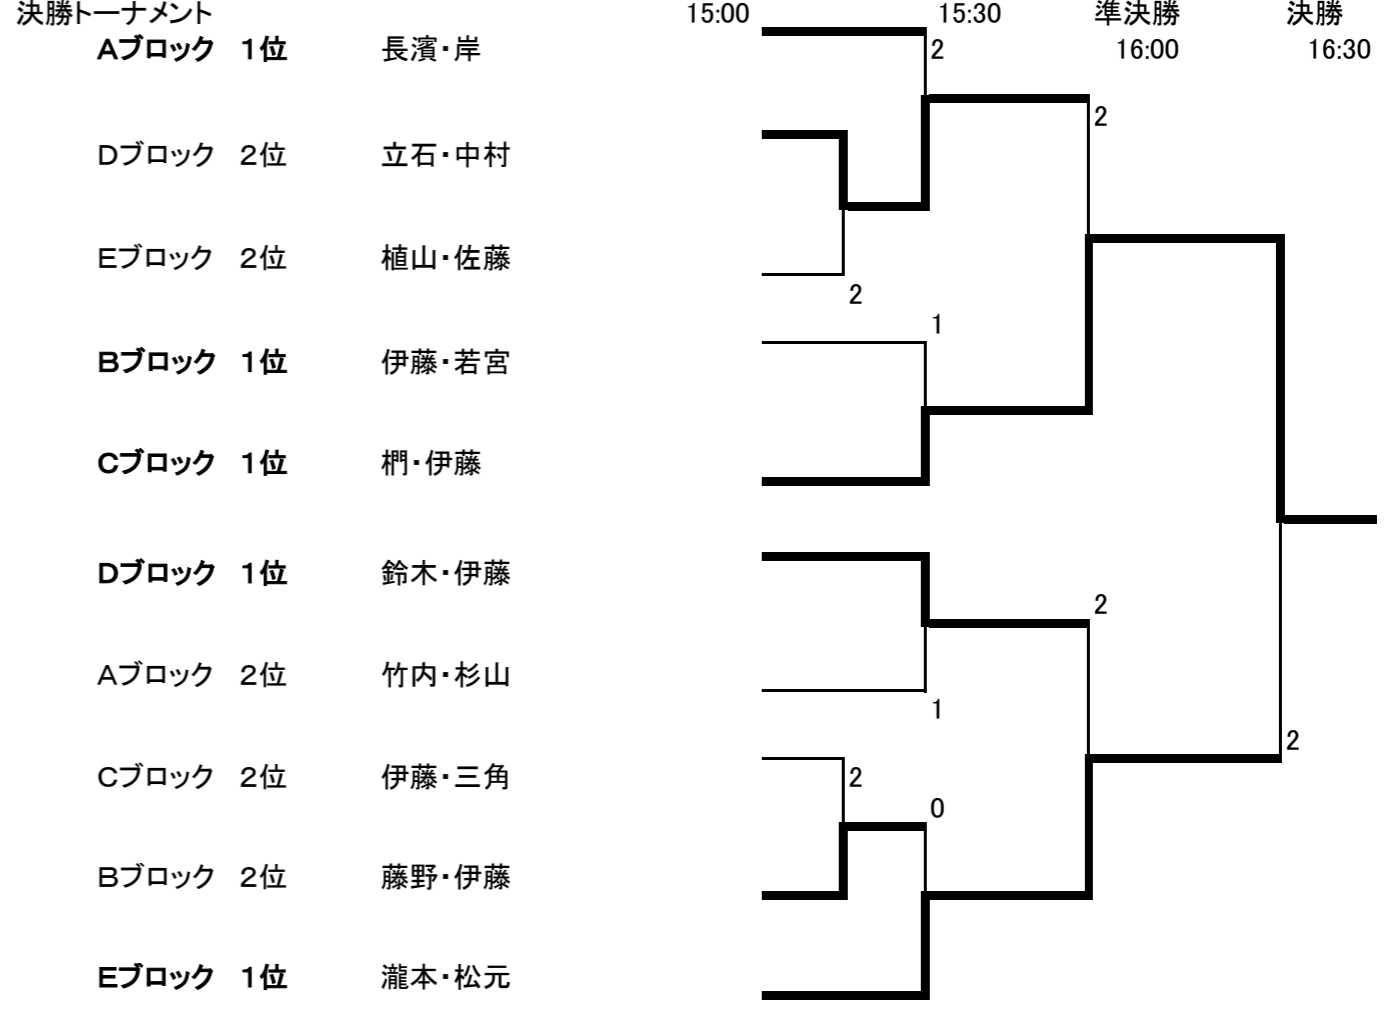 決勝トーナメント 15:00 15:30 準決勝 決勝
Aブロック 1位 長濱・岸 2 16:00 16:30
2
Dブロック 2位 立石・中村
Eブロック 2位 植山・佐藤
2
1
Bブロック 1位 伊藤・若宮
Cブロック 1位 椚・伊藤
Dブロック 1位 鈴木・伊藤
2
Aブロック 2位 竹内・杉山
1
2
Cブロック 2位 伊藤・三角 2
0
Bブロック 2位 藤野・伊藤
Eブロック 1位 瀧本・松元